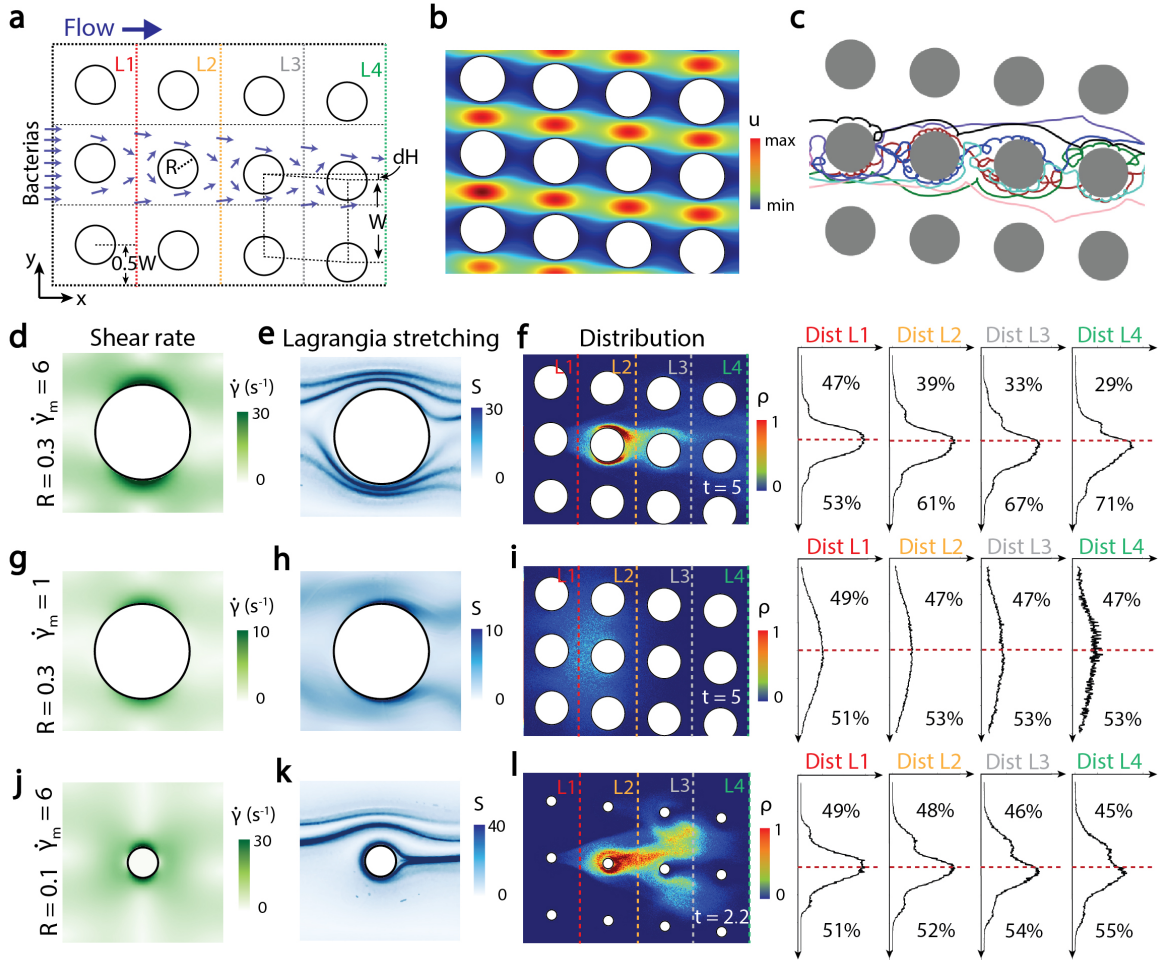 a
Flow
L1
L2
L3
L4
Bacterias
R
dH
W
0.5W
y
x
b
u
max
min
c
d
Shear rate
R = 0.3 γ̇m = 6
γ̇ (s-1)
30
0
e
Lagrangia stretching
S
30
0
f
Distribution
L1
L2
L3
L4
t = 5
ρ
1
0
Dist L1
Dist L2
Dist L3
Dist L4
47%
39%
33%
29%
53%
61%
67%
71%
g
R = 0.3 γ̇m = 1
γ̇ (s-1)
10
0
h
S
10
0
i
L1
L2
L3
L4
t = 5
ρ
1
0
Dist L1
Dist L2
Dist L3
Dist L4
49%
47%
47%
47%
51%
53%
53%
53%
j
R = 0.1 γ̇m = 6
γ̇ (s-1)
30
0
k
S
40
0
l
L1
L2
L3
L4
t = 2.2
ρ
1
0
Dist L1
Dist L2
Dist L3
Dist L4
49%
48%
46%
45%
51%
52%
54%
55%